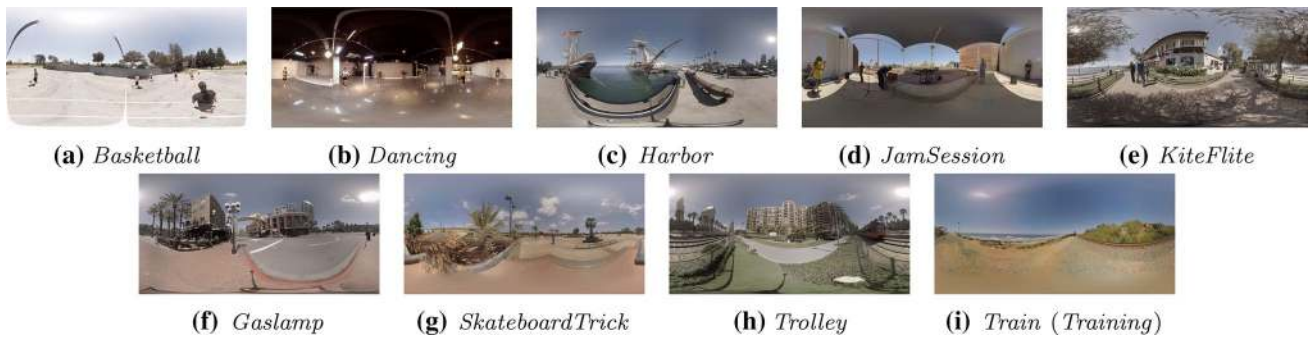 (a) Basketball (b) Dancing (c) Harbor (d) JamSession (e) KiteFlite
(f) Gaslamp (g) SkateboardTrick (h) Trolley (i) Train (Training)